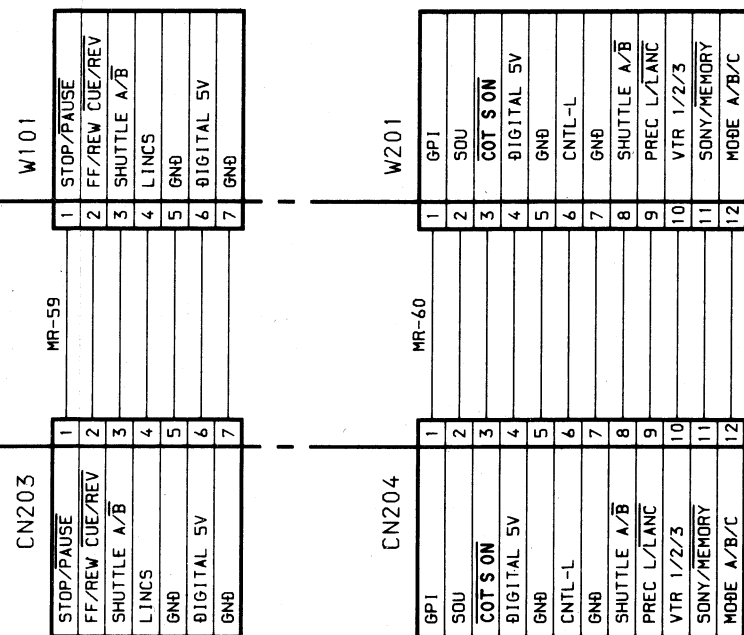 W101
1 STOP/PAUSE
2 FF/REW CUE/REV
3 SHUTTLE A/B
4 LINCS
5 GND
6 DIGITAL 5V
7 GND
MR-59
CN203
STOP/PAUSE 1
FF/REW CUE/REV 2
SHUTTLE A/B 3
LINCS 4
GND 5
DIGITAL 5V 6
GND 7
W201
1 GPI
2 SOU
3 COT S ON
4 DIGITAL 5V
5 GND
6 CNTL-L
7 GND
8 SHUTTLE A/B
9 PREC L/LANC
10 VTR 1/2/3
11 SONY/MEMORY
12 MODE A/B/C
MR-60
CN204
GPI 1
SOU 2
COT S ON 3
DIGITAL 5V 4
GND 5
CNTL-L 6
GND 7
SHUTTLE A/B 8
PREC L/LANC 9
VTR 1/2/3 10
SONY/MEMORY 11
MODE A/B/C 12